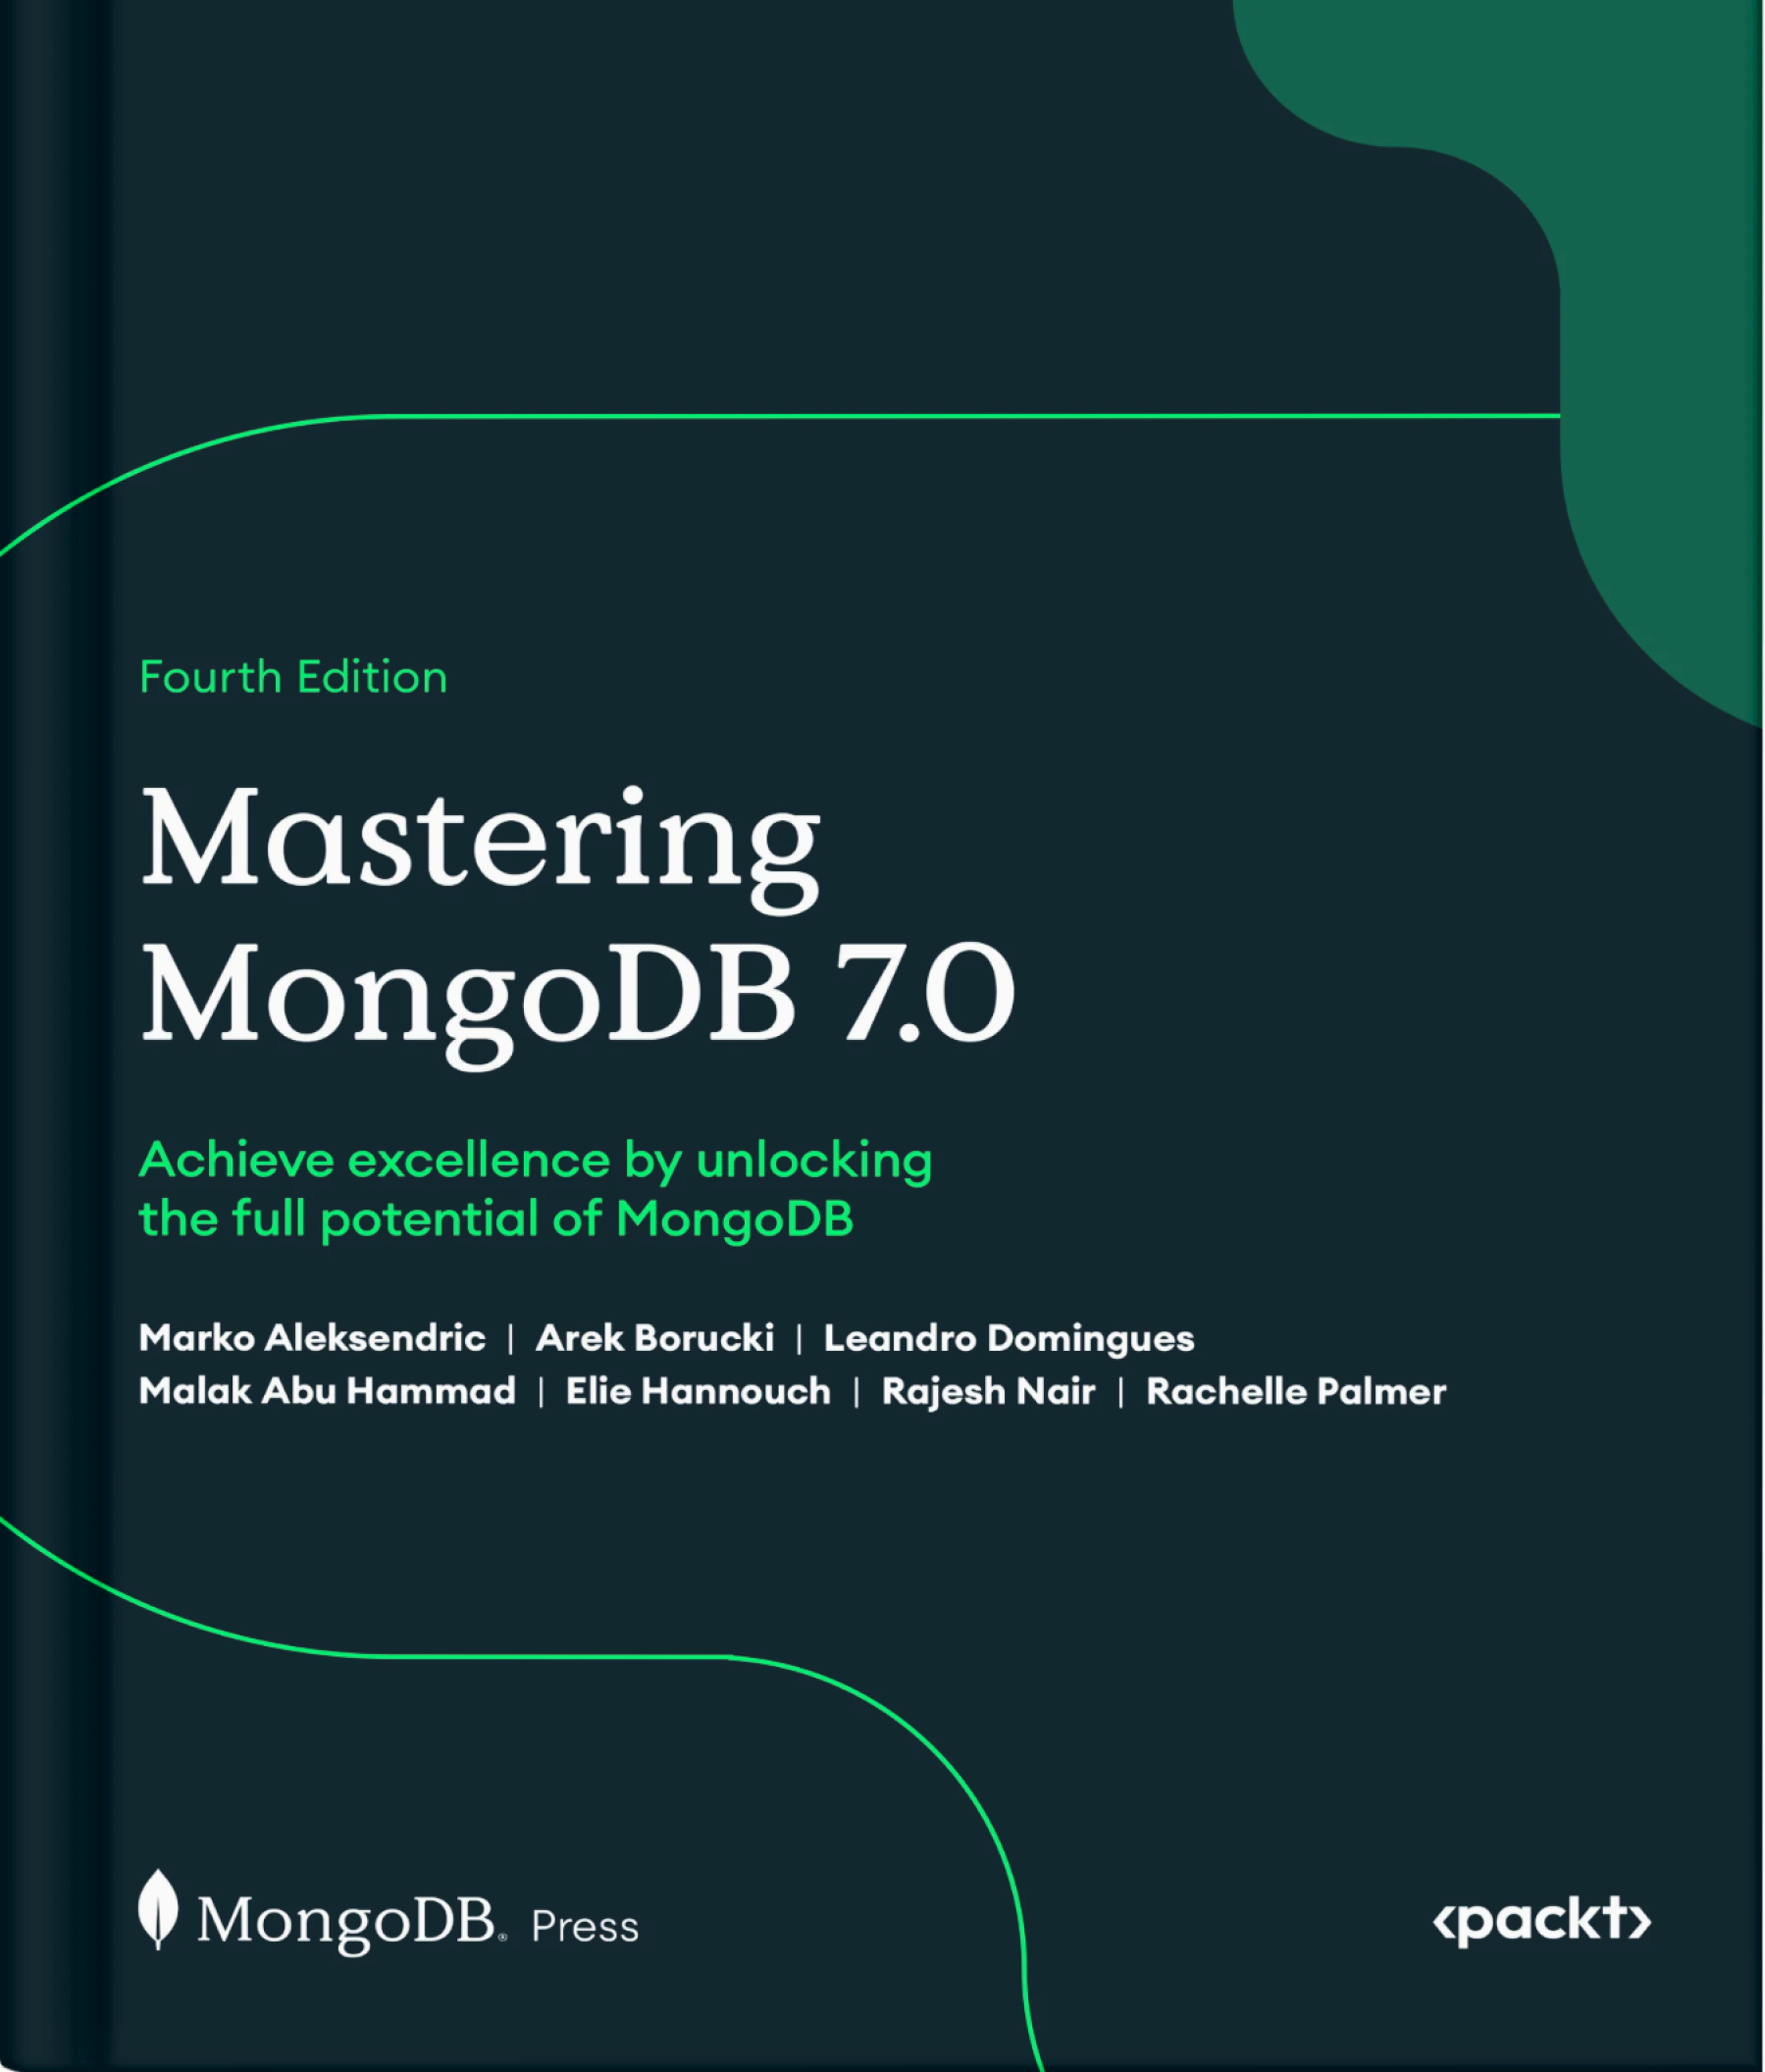 Fourth Edition
Mastering
MongoDB 7.0
Achieve excellence by unlocking
the full potential of MongoDB
Marko Aleksendric | Arek Borucki | Leandro Domingues
Malak Abu Hammad | Elie Hannouch | Rajesh Nair | Rachelle Palmer
MongoDB® Press
<packt>